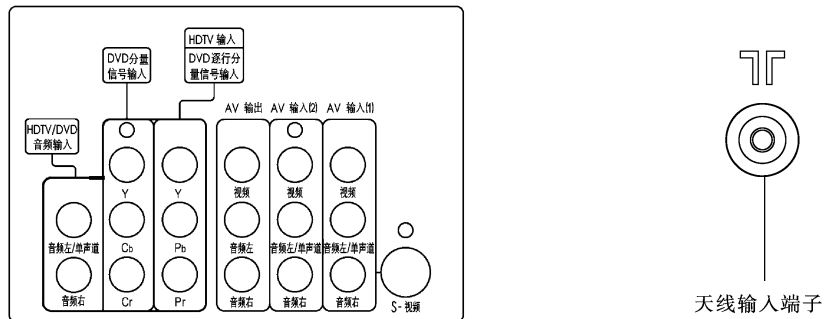 HDTV 输入
DVD分量
信号输入
DVD逐行分
量信号输入
AV 输出 AV 输入(2) AV 输入(1)
HDTV/DVD
音频输入
Y Y 视频 视频 视频
音频左/单声道 Cb Pb 音频左 音频左/单声道 音频左/单声道
音频右 Cr Pr 音频右 音频右 音频右
S-视频
天线输入端子